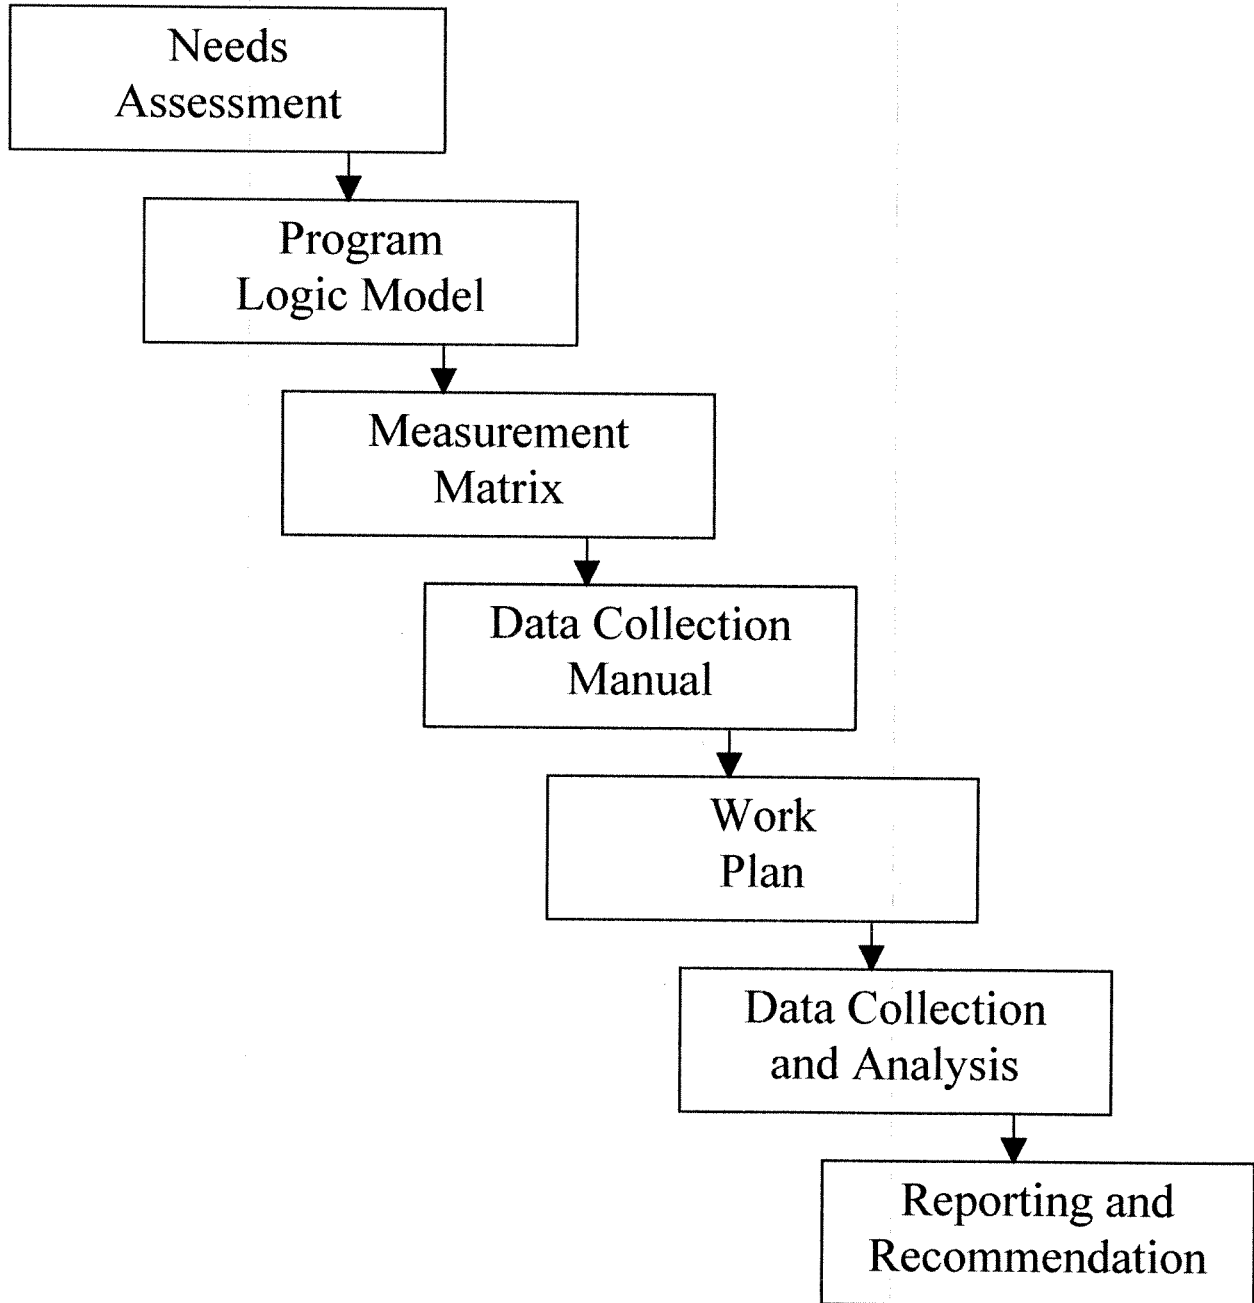 Needs
Assessment
Program
Logic Model
Measurement
Matrix
Data Collection
Manual
Work
Plan
Data Collection
and Analysis
Reporting and
Recommendation